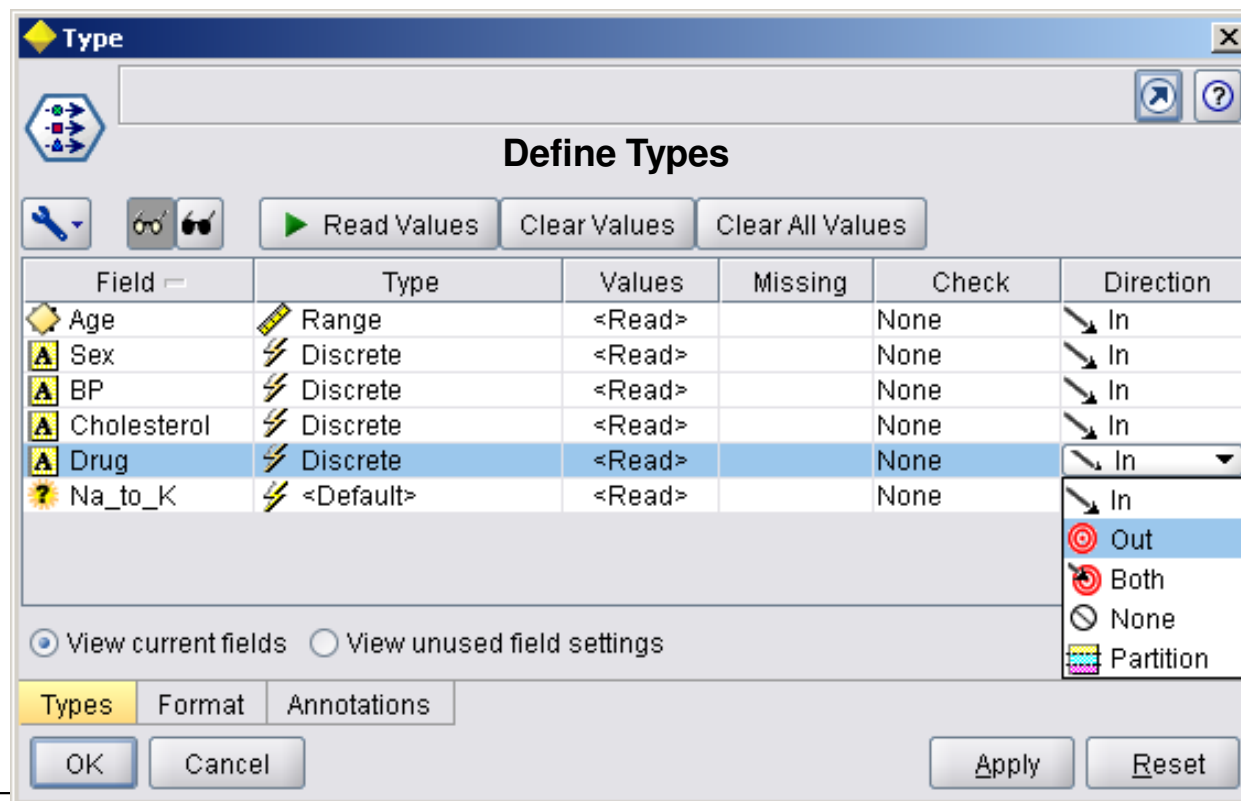 Type
Define Types
Read Values Clear Values Clear All Values
Field Type Values Missing Check Direction
Age Range <Read> None In
A Sex Discrete <Read> None In
A BP Discrete <Read> None In
A Cholesterol Discrete <Read> None In
A Drug Discrete <Read> None In
? Na_to_K <Default> <Read> None In
Out
Both
None
Partition
View current fields View unused field settings
Types Format Annotations
OK Cancel Apply Reset